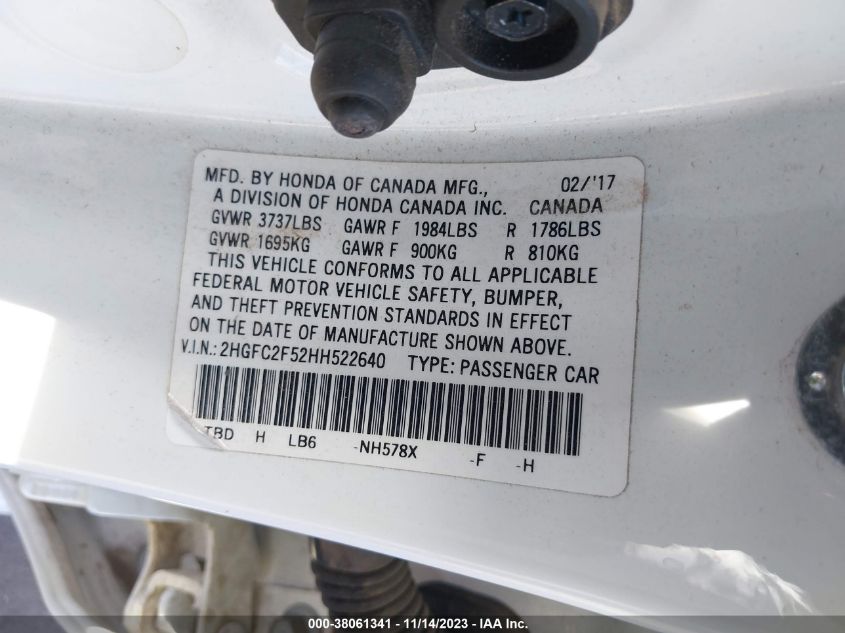 MFD. BY HONDA OF CANADA MFG., 02/'17
A DIVISION OF HONDA CANADA INC. CANADA
GVWR 3737LBS GAWR F 1984LBS R 1786LBS
GVWR 1695KG GAWR F 900KG R 810KG
THIS VEHICLE CONFORMS TO ALL APPLICABLE
FEDERAL MOTOR VEHICLE SAFETY, BUMPER,
AND THEFT PREVENTION STANDARDS IN EFFECT
ON THE DATE OF MANUFACTURE SHOWN ABOVE.
V.I.N.: 2HGFC2F52HH522640 TYPE: PASSENGER CAR
TBD H LB6 -NH578X -F -H
000-38061341 - 11/14/2023 - IAA Inc.